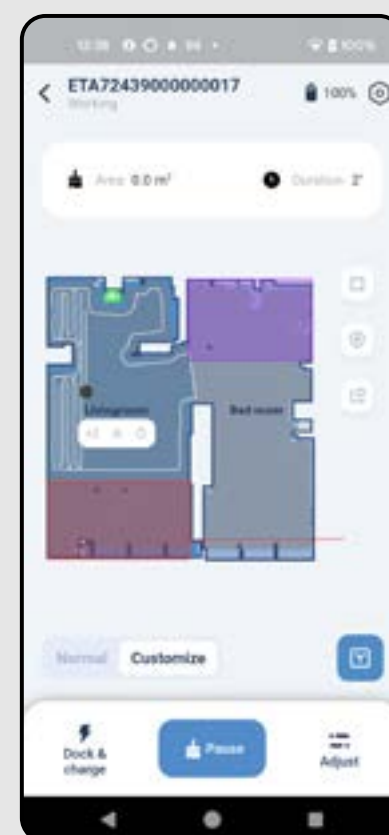 ETA72439000000017
100%
Working
Area 0.0 m²
Duration 2'
Livingroom
Bed room
Normal
Customize
Dock &
charge
Pause
Adjust